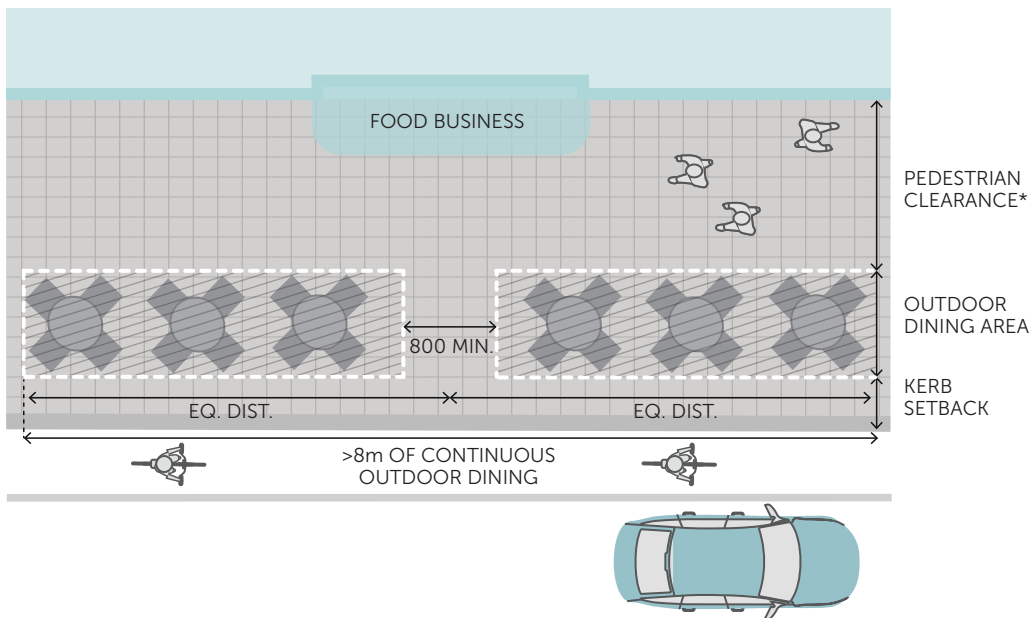 FOOD BUSINESS
PEDESTRIAN
CLEARANCE*
OUTDOOR
DINING AREA
800 MIN.
KERB
SETBACK
EQ. DIST.
EQ. DIST.
>8m OF CONTINUOUS
OUTDOOR DINING